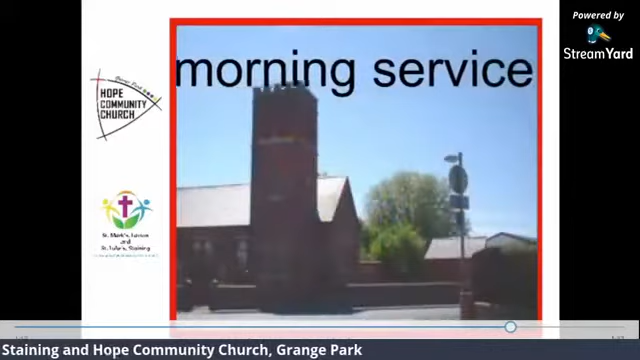 Powered by
StreamYard
morning service
HOPE
COMMUNITY
CHURCH
St. Mark's, Layton
and
St. Luke's, Staining
Staining and Hope Community Church, Grange Park